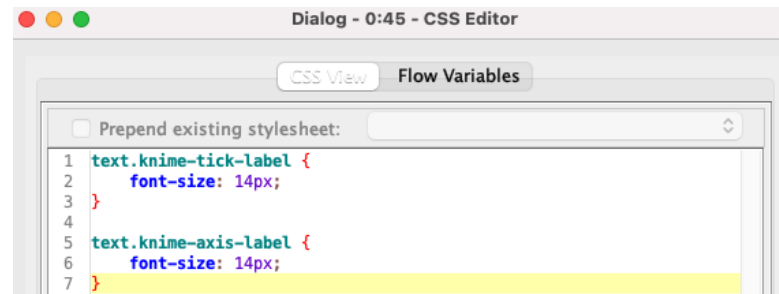 Dialog - 0:45 - CSS Editor
CSS View Flow Variables
Prepend existing stylesheet:
1 text.knime-tick-label {
2 font-size: 14px;
3 }
4
5 text.knime-axis-label {
6 font-size: 14px;
7 }